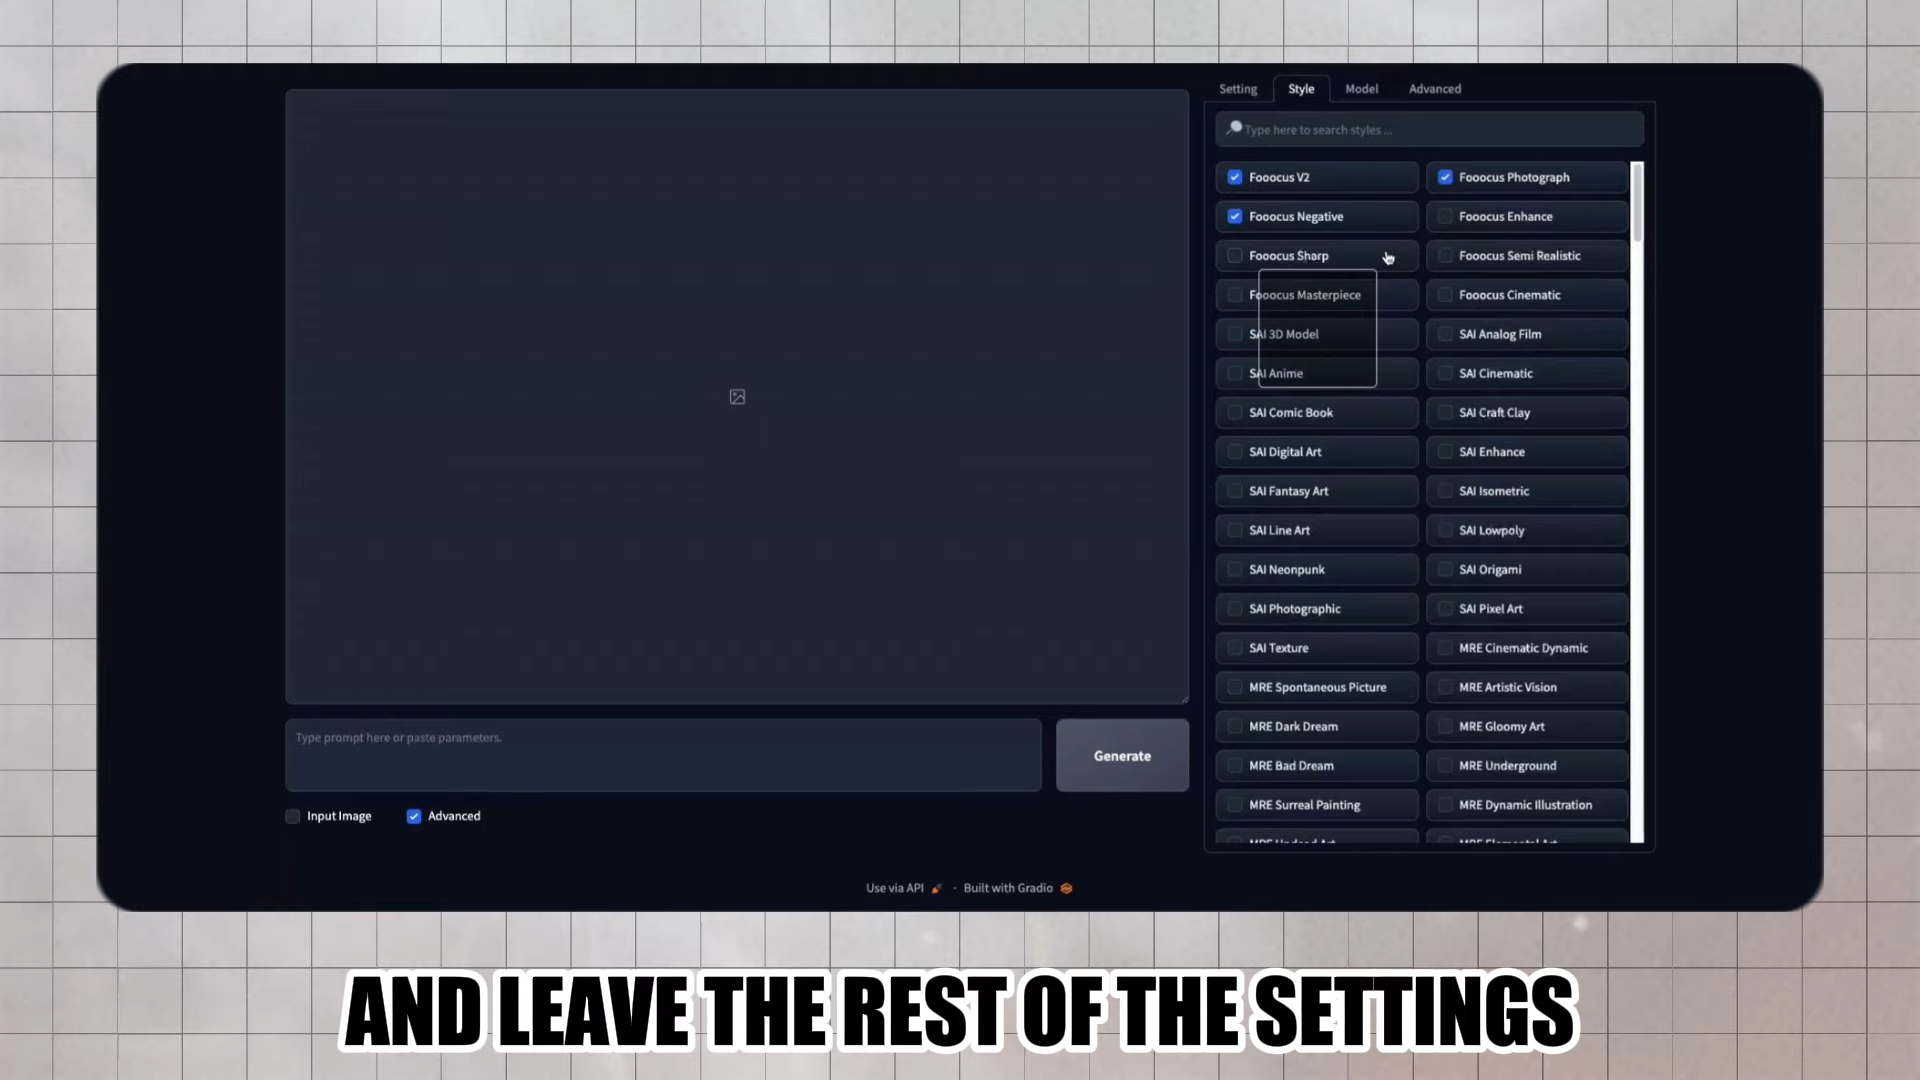 Setting Style Model Advanced
Type here to search styles ...
Fooocus V2 Fooocus Photograph
Fooocus Negative Fooocus Enhance
Fooocus Sharp Fooocus Semi Realistic
Fooocus Masterpiece Fooocus Cinematic
SAI 3D Model SAI Analog Film
SAI Anime SAI Cinematic
SAI Comic Book SAI Craft Clay
SAI Digital Art SAI Enhance
SAI Fantasy Art SAI Isometric
SAI Line Art SAI Lowpoly
SAI Neonpunk SAI Origami
SAI Photographic SAI Pixel Art
SAI Texture MRE Cinematic Dynamic
MRE Spontaneous Picture MRE Artistic Vision
MRE Dark Dream MRE Gloomy Art
MRE Bad Dream MRE Underground
MRE Surreal Painting MRE Dynamic Illustration
Type prompt here or paste parameters.
Generate
Input Image Advanced
Use via API · Built with Gradio
AND LEAVE THE REST OF THE SETTINGS